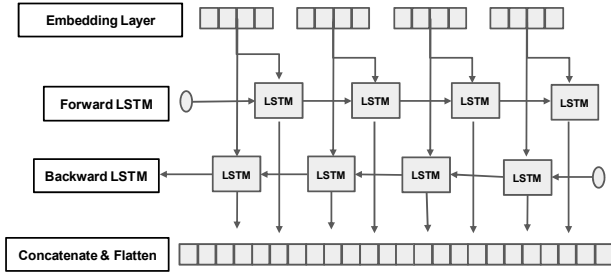 Embedding Layer
Forward LSTM
LSTM
LSTM
LSTM
LSTM
Backward LSTM
LSTM
LSTM
LSTM
LSTM
Concatenate & Flatten